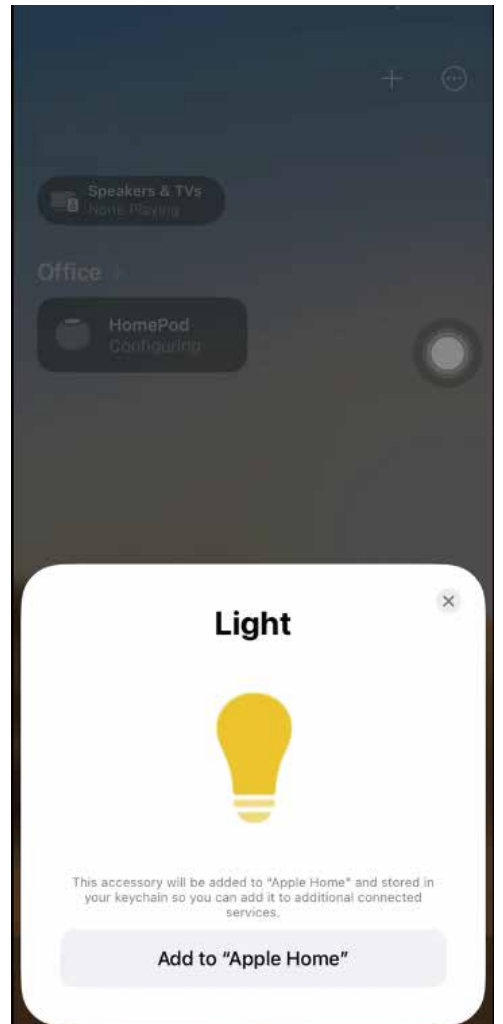 Speakers & TVs
None Playing
Office
HomePod
Configuring
Light
This accessory will be added to "Apple Home" and stored in
your keychain so you can add it to additional connected
services.
Add to "Apple Home"